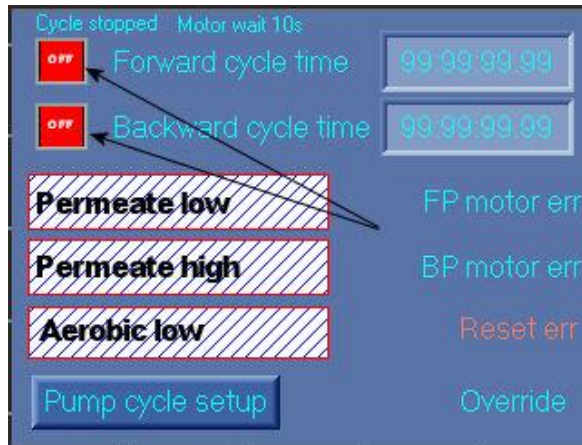 Cycle stopped Motor wait 10s
OFF Forward cycle time 99:99:99.99
OFF Backward cycle time 99:99:99.99
Permeate low FP motor err
Permeate high BP motor err
Aerobic low Reset err
Pump cycle setup Override